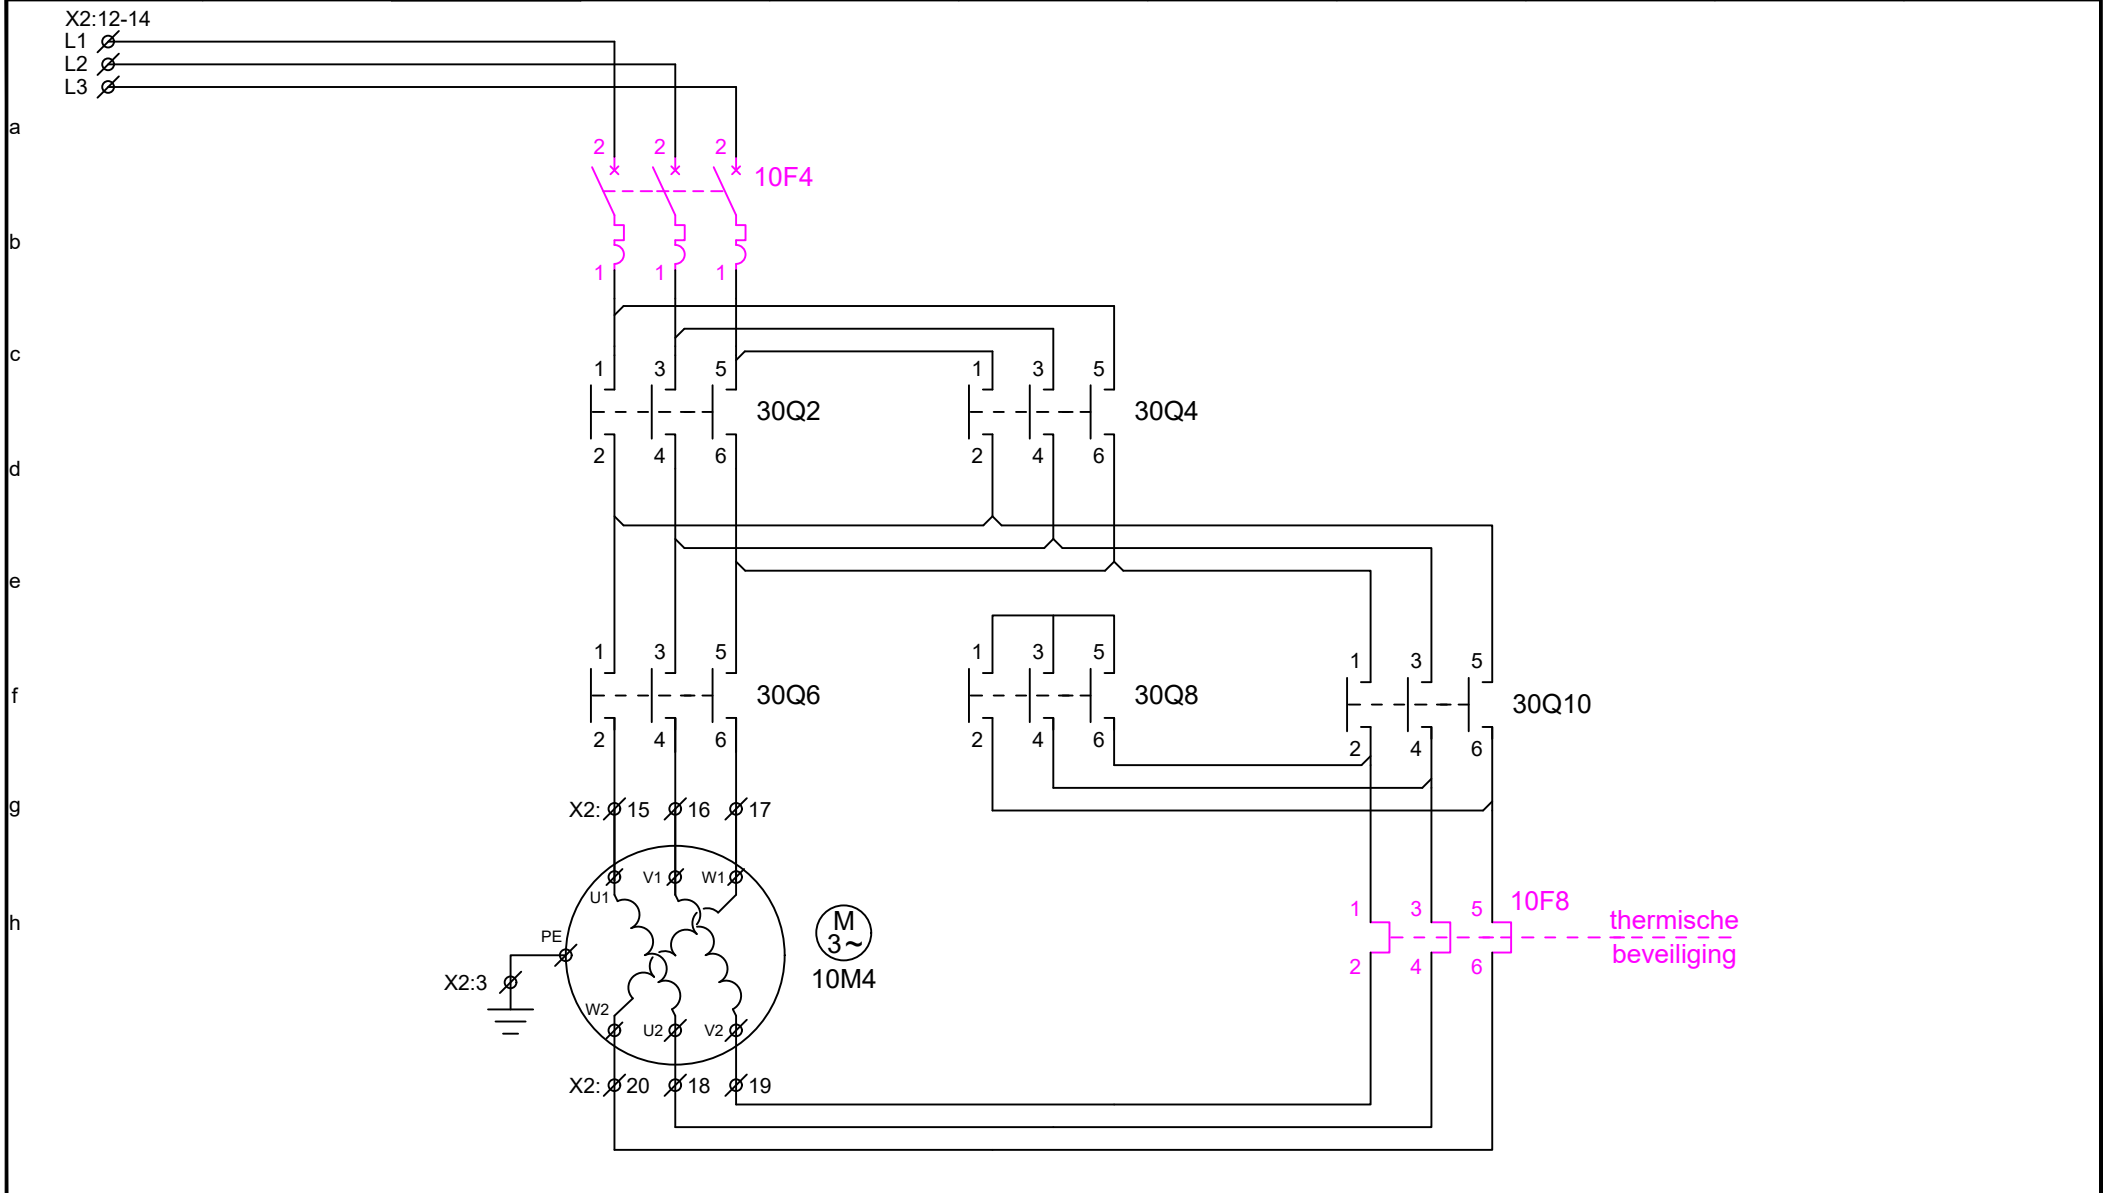 X2:12-14
L1
L2
L3
a
2 2 2
10F4
b
1 1 1
c
1 3 5
30Q2
2 4 6
1 3 5
30Q4
2 4 6
d
e
1 3 5
30Q6
2 4 6
1 3 5
30Q8
2 4 6
1 3 5
30Q10
2 4 6
f
g
X2: 15 16 17
U1 V1 W1
h
PE
X2:3
M
3~
10M4
W2 U2 V2
X2: 20 18 19
1 3 5
10F8
2 4 6
thermische
beveiliging